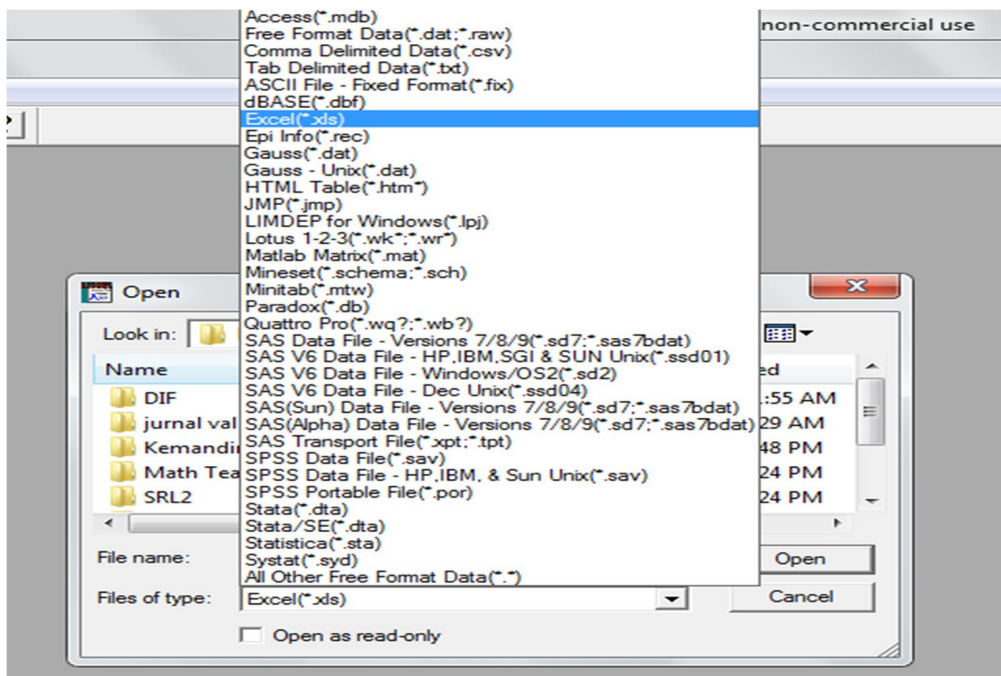 Access(*.mdb)
Free Format Data(*.dat;*.raw)
non-commercial use
Comma Delimited Data(*.csv)
Tab Delimited Data(*.txt)
ASCII File - Fixed Format(*.fix)
dBASE(*.dbf)
Excel(*.xls)
Epi Info(*.rec)
Gauss(*.dat)
Gauss - Unix(*.dat)
HTML Table(*.htm*)
JMP(*.jmp)
LIMDEP for Windows(*.lpj)
Lotus 1-2-3(*.wk*;*.wr*)
Matlab Matrix(*.mat)
Mineset(*.schema;*.sch)
Minitab(*.mtw)
Paradox(*.db)
Quattro Pro(*.wq?;*.wb?)
SAS Data File - Versions 7/8/9(*.sd7;*.sas7bdat)
SAS V6 Data File - HP,IBM,SGI & SUN Unix(*.ssd01)
SAS V6 Data File - Windows/OS2(*.sd2)
SAS V6 Data File - Dec Unix(*.ssd04)
SAS(Sun) Data File - Versions 7/8/9(*.sd7;*.sas7bdat)
SAS(Alpha) Data File - Versions 7/8/9(*.sd7;*.sas7bdat)
SAS Transport File(*.xpt;*.tpt)
SPSS Data File(*.sav)
SPSS Data File - HP,IBM, & Sun Unix(*.sav)
SPSS Portable File(*.por)
Stata(*.dta)
Stata/SE(*.dta)
Statistica(*.sta)
Systat(*.syd)
All Other Free Format Data(*.*)
Open
Look in:
Name
ed
DIF
:55 AM
jurnal val
29 AM
Kemandi
48 PM
Math Tea
24 PM
SRL2
24 PM
File name:
Open
Files of type:
Excel(*.xls)
Cancel
Open as read-only